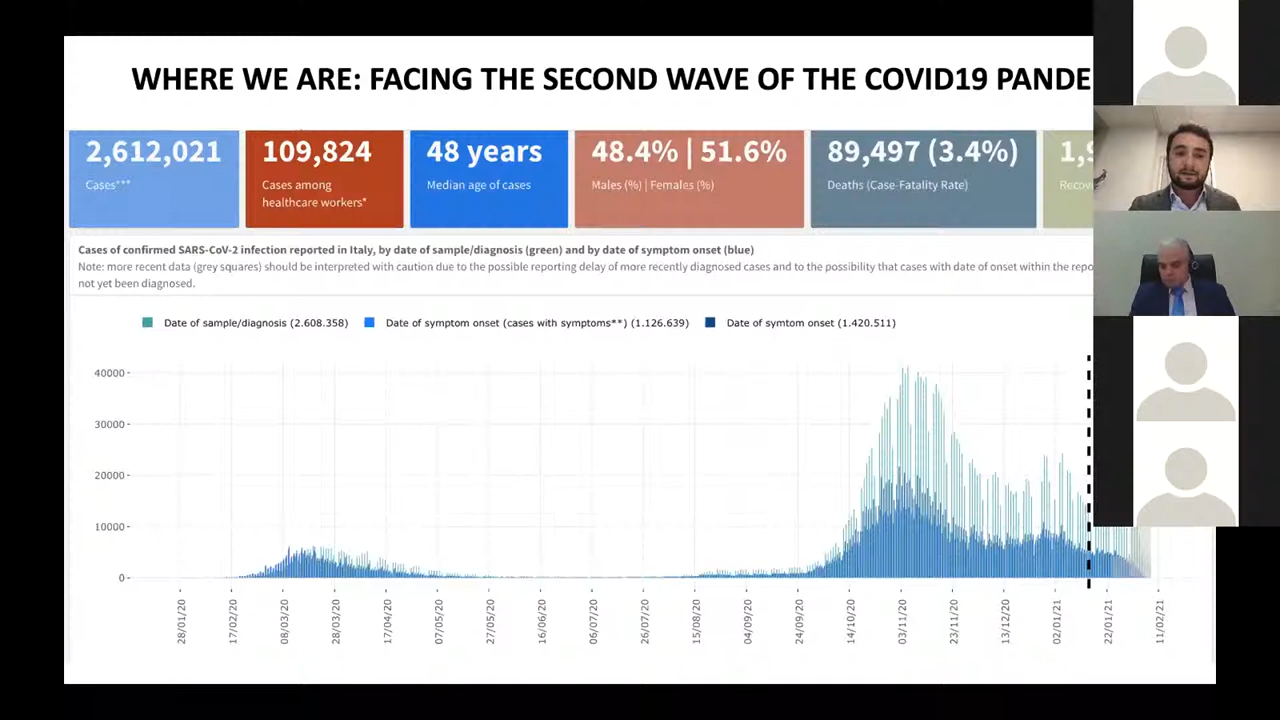 WHERE WE ARE: FACING THE SECOND WAVE OF THE COVID19
2,612,021
Cases***
109,824
Cases among
healthcare workers*
48 years
Median age of cases
48.4% | 51.6%
Males (%) | Females (%)
89,497 (3.4%)
Deaths (Case-Fatality Rate)
Cases of confirmed SARS-CoV-2 infection reported in Italy, by date of sample/diagnosis (green) and by date of symptom onset (blue)
Note: more recent data (grey squares) should be interpreted with caution due to the possible reporting delay of more recently diagnosed cases and to the possibility that cases with date of onset within the
not yet been diagnosed.
Date of sample/diagnosis (2.608.358)
Date of symptom onset (cases with symptoms**) (1.126.639)
Date of symtom onset (1.420.511)
40000
30000
20000
10000
0
28/01/20
17/02/20
08/03/20
28/03/20
17/04/20
07/05/20
27/05/20
16/06/20
06/07/20
26/07/20
15/08/20
04/09/20
24/09/20
14/10/20
03/11/20
23/11/20
13/12/20
02/01/21
22/01/21
11/02/21